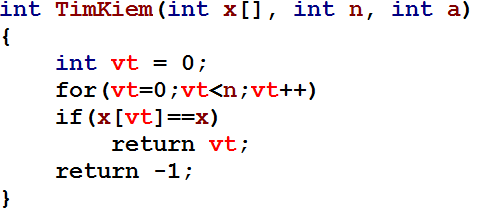 int TimKiem(int x[], int n, int a)
{
    int vt = 0;
    for(vt=0;vt<n;vt++)
    if(x[vt]==x)
        return vt;
    return -1;
}